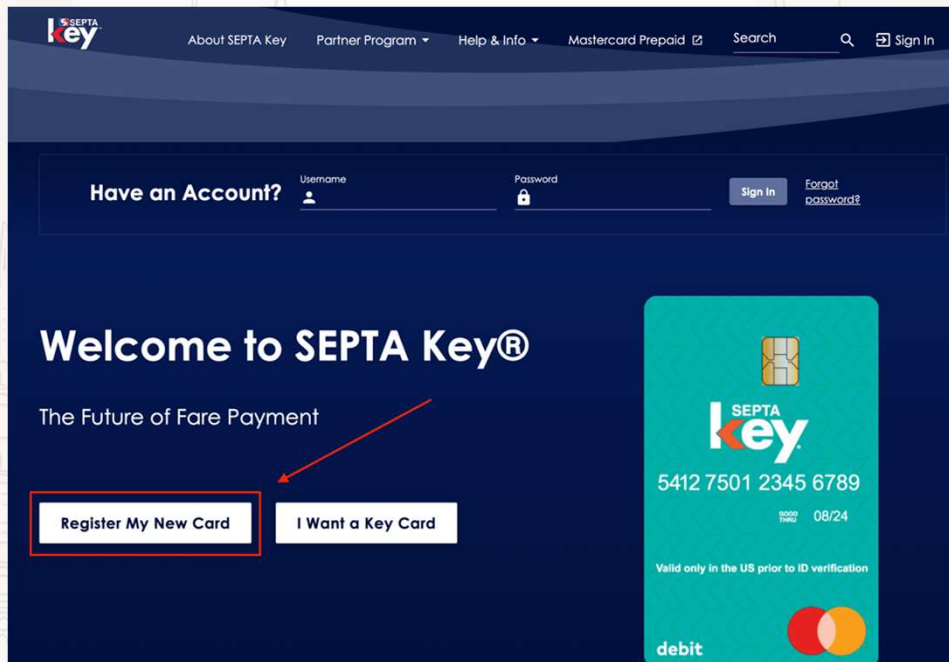 SEPTA
key
About SEPTA Key Partner Program Help & Info Mastercard Prepaid Search Sign In
Have an Account? Username Password Sign In Forgot password?
Welcome to SEPTA Key®
The Future of Fare Payment
Register My New Card I Want a Key Card
SEPTA
key
5412 7501 2345 6789
GOOD THRU 08/24
Valid only in the US prior to ID verification
debit